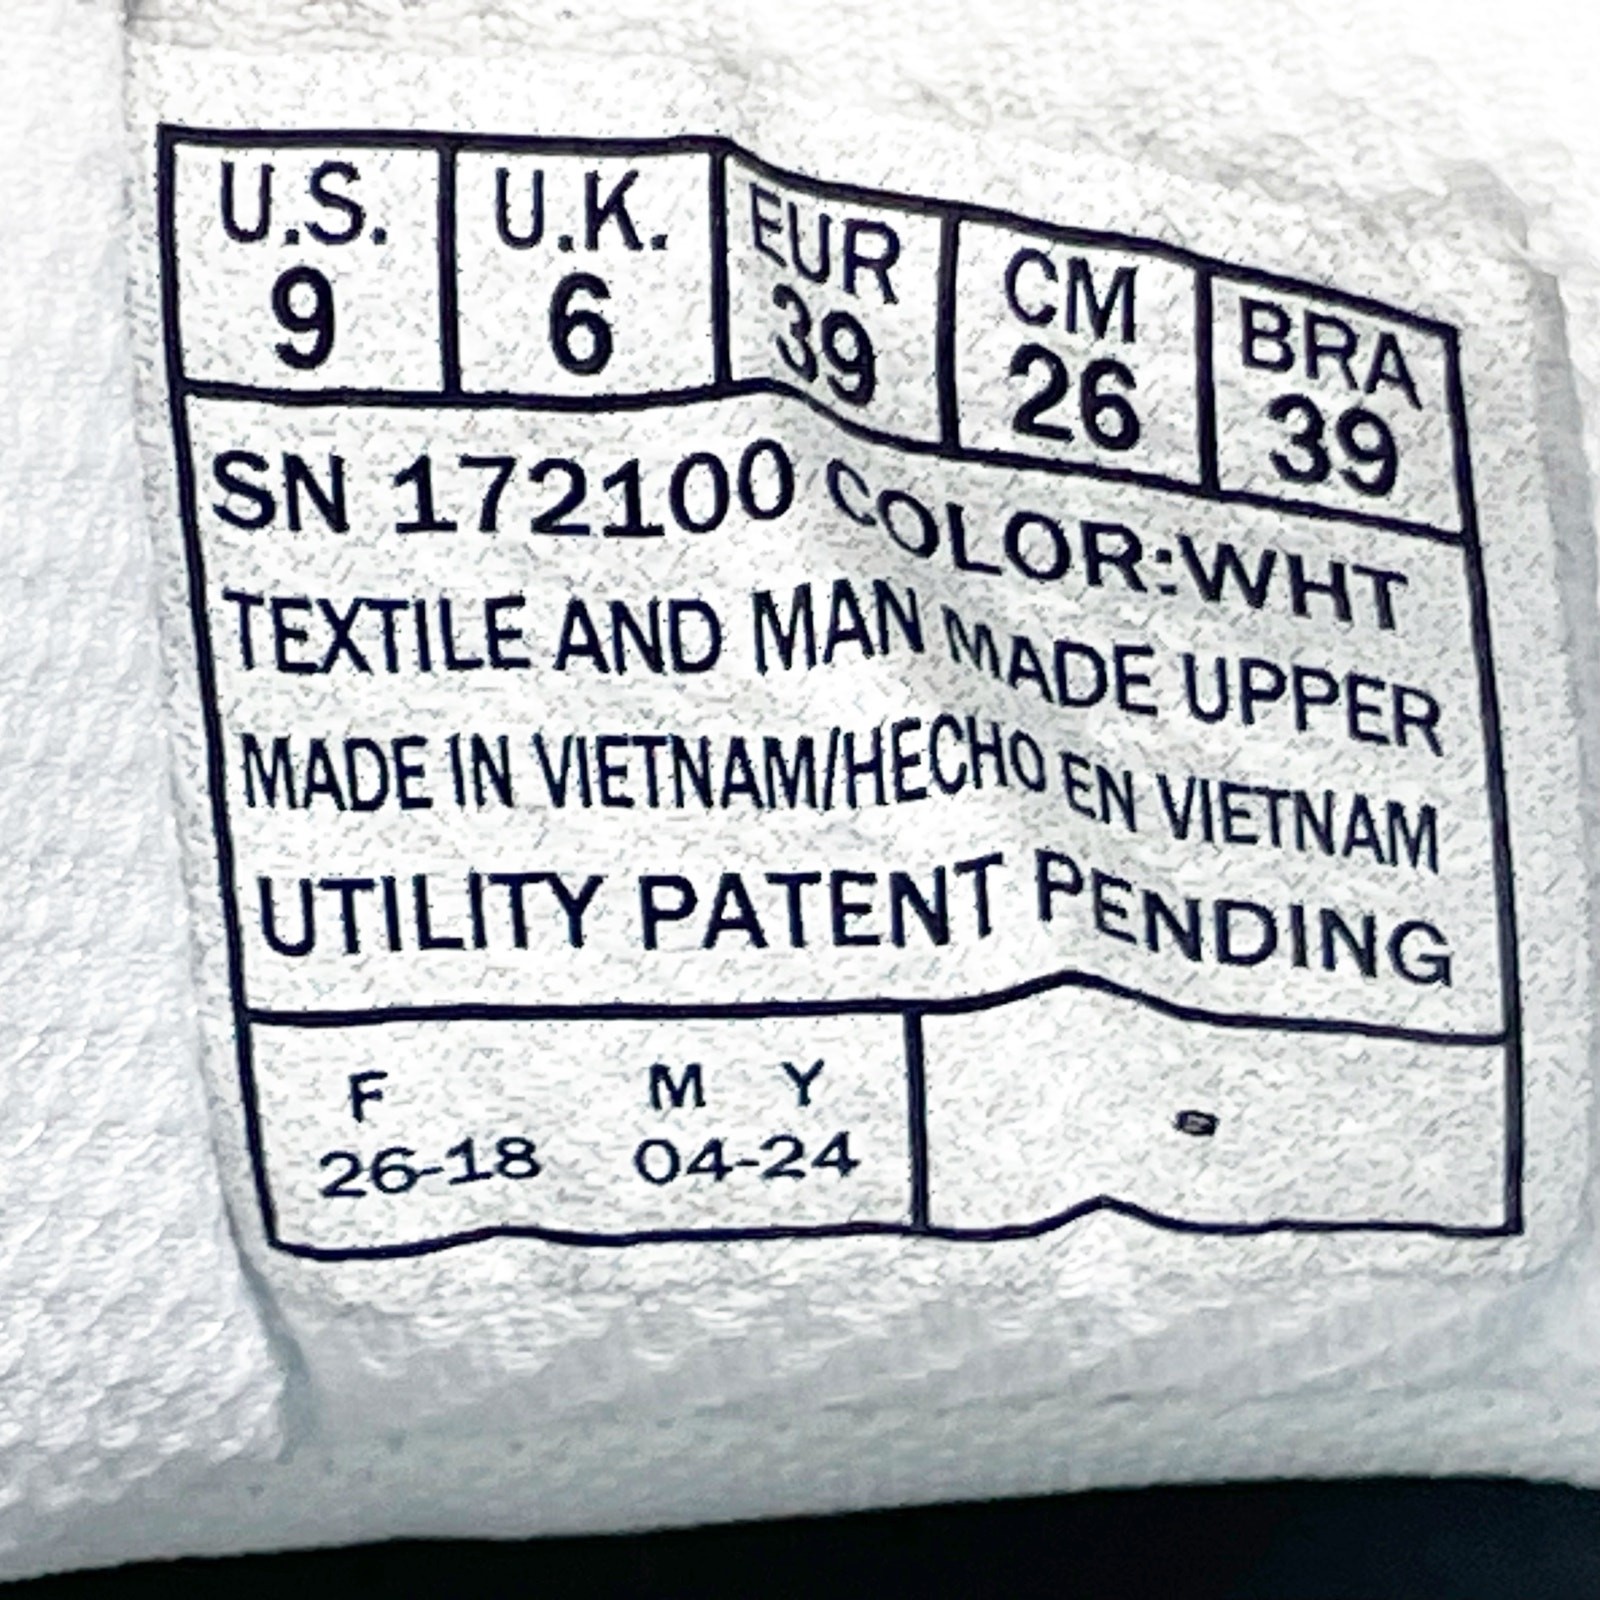 U.S. U.K. EUR CM BRA
9 6 39 26 39
SN 172100 COLOR:WHT
TEXTILE AND MAN MADE UPPER
MADE IN VIETNAM/HECHO EN VIETNAM
UTILITY PATENT PENDING
F M Y
26-18 04-24